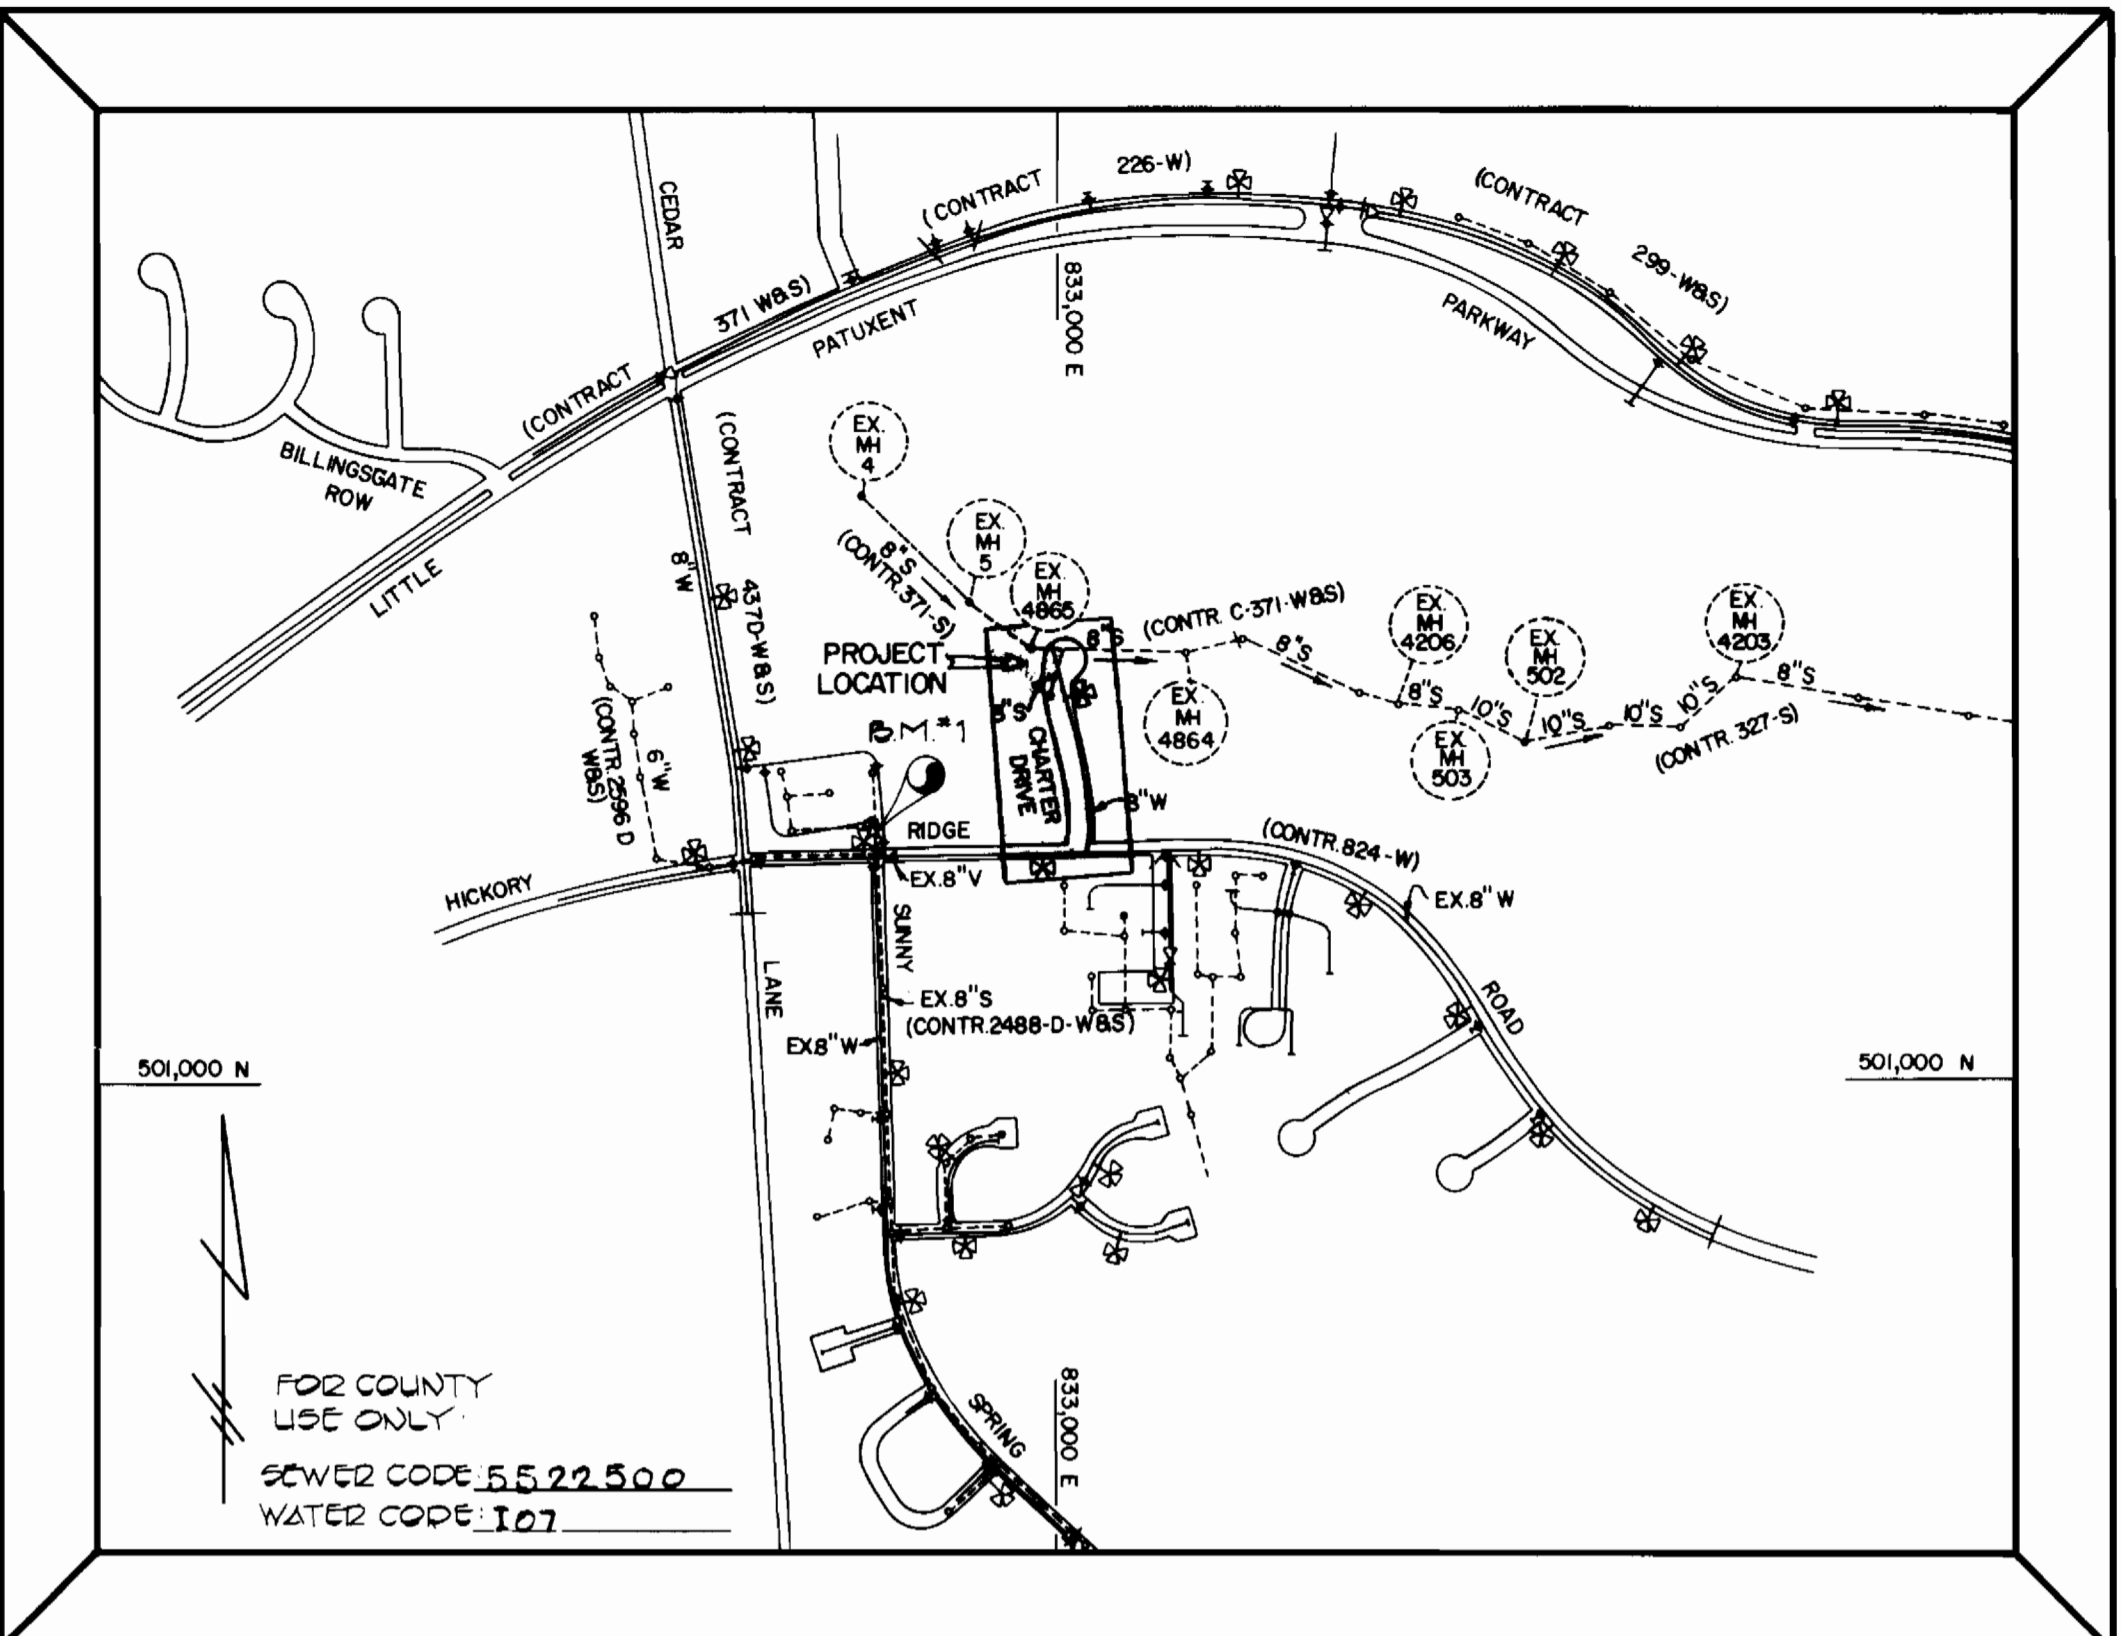 226-W)
(CONTRACT
(CONTRACT
299-W&S)
CEDAR
371 W&S)
PATUXENT
833,000 E
PARKWAY
(CONTRACT
BILLINGSGATE
ROW
LITTLE
(CONTRACT
437D-W&S)
8"W
EX.
MH
4
EX.
MH
5
EX.
MH
4865
8"S
(CONTR.371-S)
8"S
(CONTR. C-371-W&S)
EX.
MH
4206
EX.
MH
502
EX.
MH
4203
PROJECT
LOCATION
8"S
8"S
10"S
10"S
10"S
10"S
8"S
(CONTR. 327-S)
EX.
MH
4864
EX.
MH
503
8"S
B.M.#1
CHARTER
DRIVE
8"W
(CONTR.2596 D
W&S)
6"W
RIDGE
(CONTR.824-W)
HICKORY
EX.8"V
EX.8"W
SUNNY
LANE
EX.8"S
(CONTR.2488-D-W&S)
EX8"W
ROAD
501,000 N
501,000 N
SPRING
833,000 E
FOR COUNTY
USE ONLY
SEWER CODE: 5522500
WATER CODE: I07